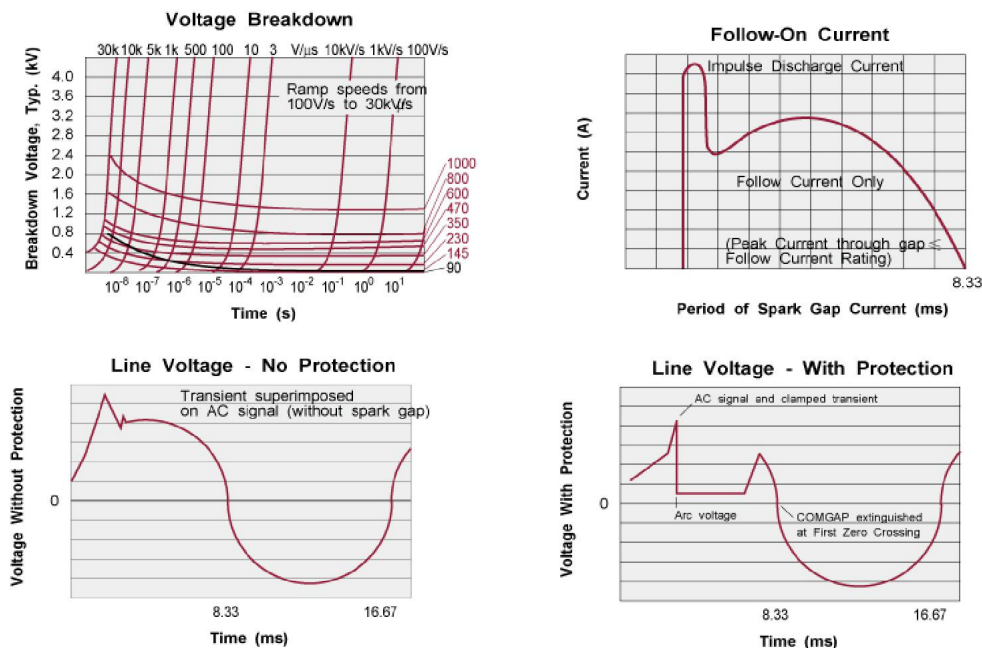 Voltage Breakdown
30k 10k 5k 1k 500 100 10 3 V/µs 10kV/s 1kV/s 100V/s
Ramp speeds from
100V/s to 30kV/µs
Breakdown Voltage, Typ. (kV)
4.0
3.6
3.2
2.8
2.4
2.0
1.6
1.2
0.8
0.4
1000
800
600
470
350
230
145
90
10⁻⁸ 10⁻⁷ 10⁻⁶ 10⁻⁵ 10⁻⁴ 10⁻³ 10⁻² 10⁻¹ 10⁰ 10¹
Time (s)
Follow-On Current
Impulse Discharge Current
Current (A)
Follow Current Only
(Peak Current through gap ≤
Follow Current Rating)
8.33
Period of Spark Gap Current (ms)
Line Voltage - No Protection
Transient superimposed
on AC signal (without spark gap)
Voltage Without Protection
0
8.33 16.67
Time (ms)
Line Voltage - With Protection
AC signal and clamped transient
Voltage With Protection
0
Arc voltage
COMGAP extinguished
at First Zero Crossing
8.33 16.67
Time (ms)